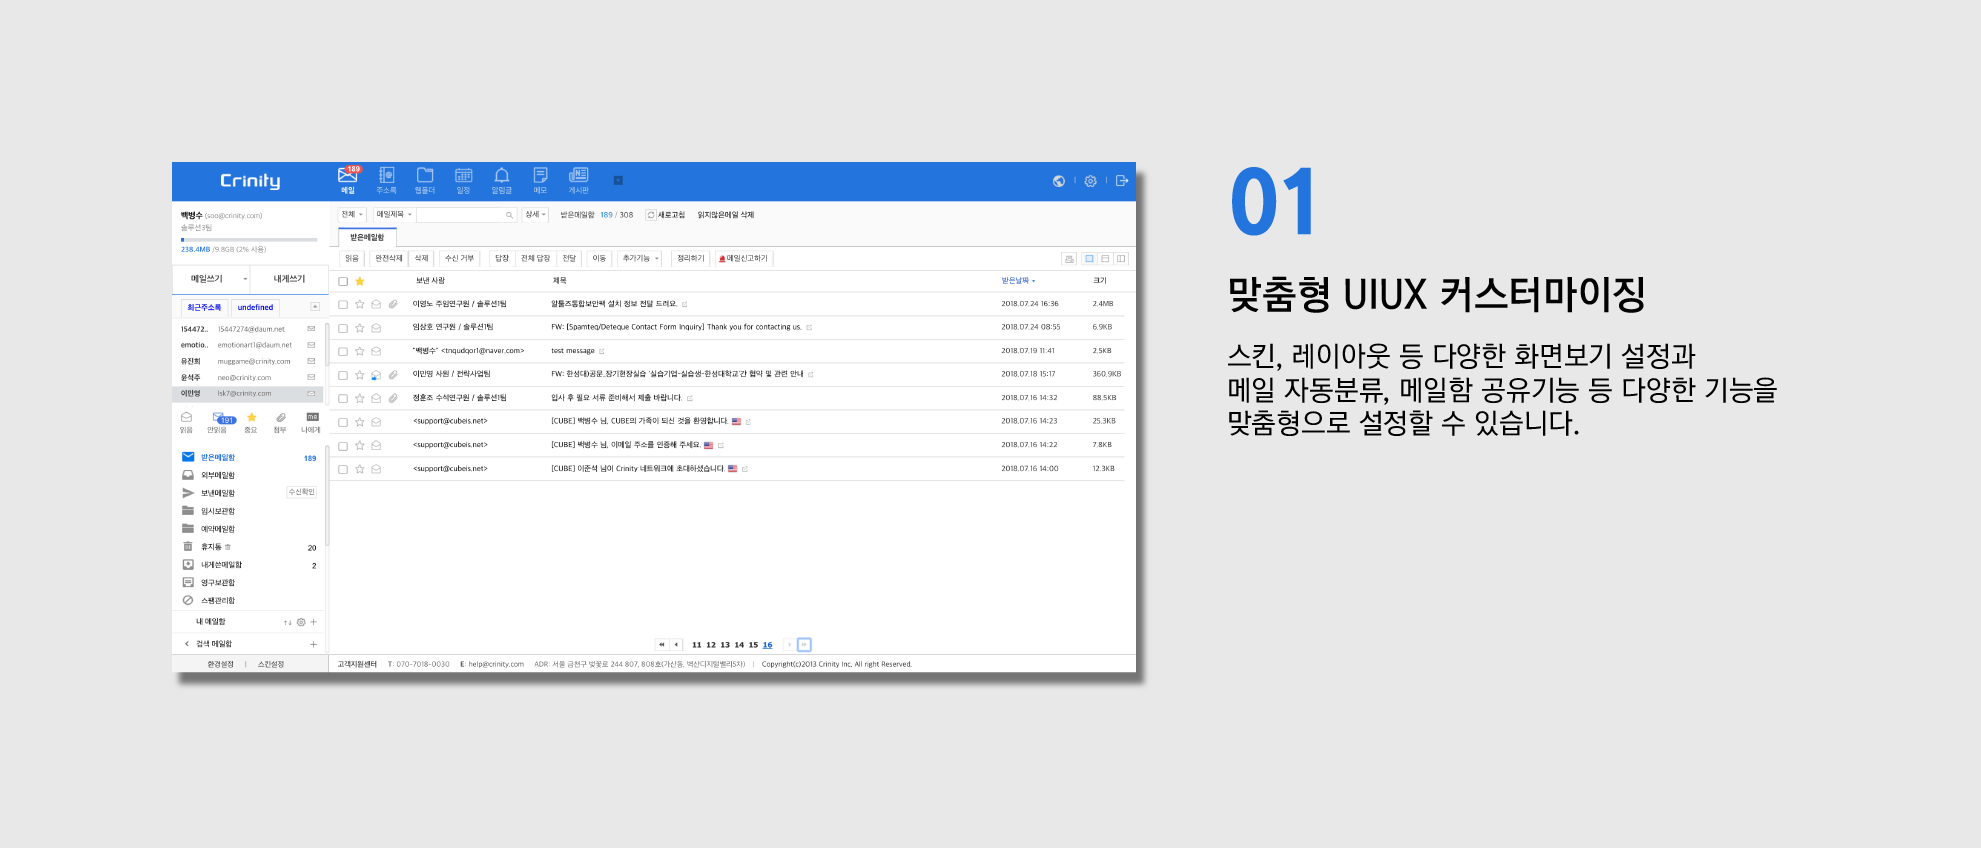 Crinity
189
메일
주소록
웹폴더
일정
알림글
메모
게시판
백병수 (soo@crinity.com)
솔루션3팀
238.4MB /9.8GB (2% 사용)
메일쓰기
내게쓰기
최근주소록
undefined
154472.. 15447274@daum.net
emotio.. emotionart1@daum.net
유진희 muggame@crinity.com
윤석주 neo@crinity.com
이민영 lsk7@crinity.com
191
me
읽음
안읽음
중요
첨부
나에게
받은메일함 189
외부메일함
보낸메일함 수신확인
임시보관함
예약메일함
휴지통 20
내게쓴메일함 2
영구보관함
스팸관리함
내 메일함
검색 메일함
환경설정 | 스킨설정
전체 메일제목 상세 받은메일함 189 / 308 새로고침 읽지않은메일 삭제
받은메일함
읽음 완전삭제 삭제 수신 거부 답장 전체 답장 전달 이동 추가기능 정리하기 메일신고하기
보낸 사람 제목 받은날짜 크기
이영노 주임연구원 / 솔루션1팀 알툴즈통합보안팩 설치 정보 전달 드려요. 2018.07.24 16:36 2.4MB
임상호 연구원 / 솔루션1팀 FW: [Spamteq/Deteque Contact Form Inquiry] Thank you for contacting us. 2018.07.24 08:55 6.9KB
"백병수" <tnqudqor1@naver.com> test message 2018.07.19 11:41 2.5KB
이민영 사원 / 전략사업팀 FW: 한성대)공문_장기현장실습 '실습기업-실습생-한성대학교'간 협약 및 관련 안내 2018.07.18 15:17 360.9KB
정훈조 수석연구원 / 솔루션1팀 입사 후 필요 서류 준비해서 제출 바랍니다. 2018.07.16 14:32 88.5KB
<support@cubeis.net> [CUBE] 백병수 님, CUBE의 가족이 되신 것을 환영합니다. 2018.07.16 14:23 25.3KB
<support@cubeis.net> [CUBE] 백병수 님, 이메일 주소를 인증해 주세요. 2018.07.16 14:22 7.8KB
<support@cubeis.net> [CUBE] 이준석 님이 Crinity 네트워크에 초대하셨습니다. 2018.07.16 14:00 12.3KB
11 12 13 14 15 16
고객지원센터 T: 070-7018-0030 E: help@crinity.com ADR: 서울 금천구 벚꽃로 244 807, 808호(가산동, 벽산디지털밸리5차) | Copyright(c)2013 Crinity Inc. All right Reserved.
01
맞춤형 UIUX 커스터마이징
스킨, 레이아웃 등 다양한 화면보기 설정과
메일 자동분류, 메일함 공유기능 등 다양한 기능을
맞춤형으로 설정할 수 있습니다.